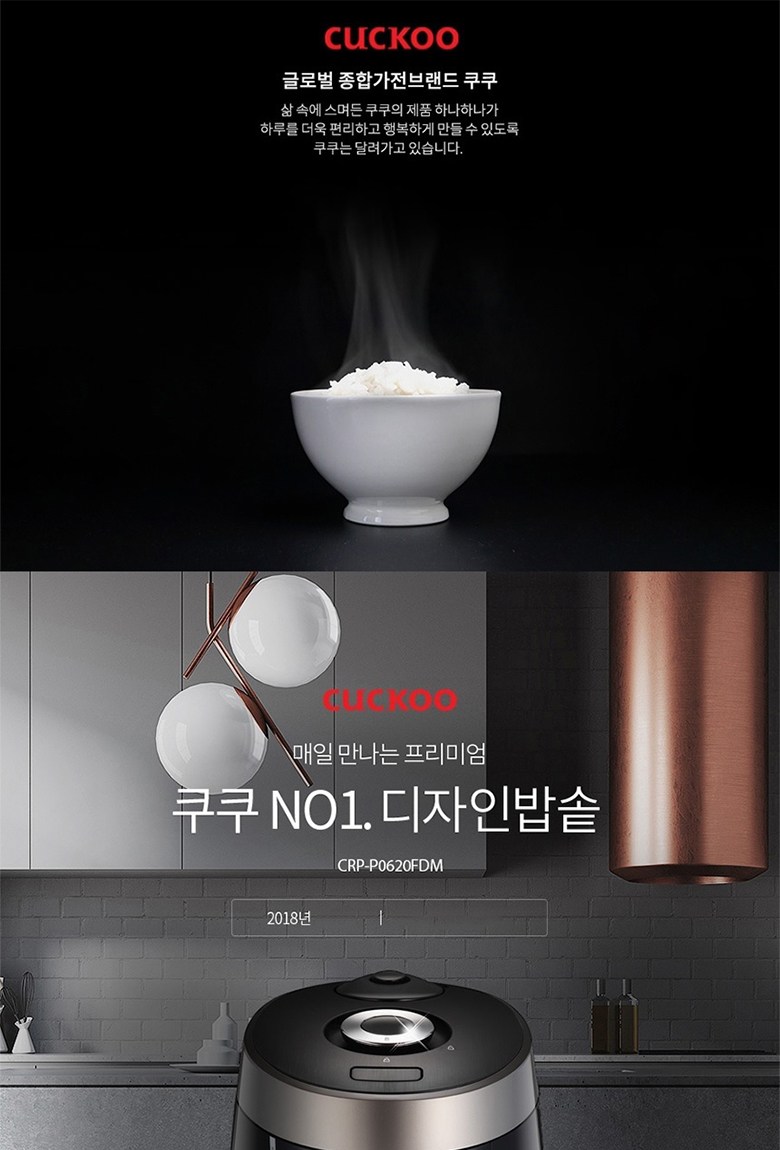 CUCKOO
글로벌 종합가전브랜드 쿠쿠
삶 속에 스며든 쿠쿠의 제품 하나하나가
하루를 더욱 편리하고 행복하게 만들 수 있도록
쿠쿠는 달려가고 있습니다.
CUCKOO
매일 만나는 프리미엄
쿠쿠 NO1. 디자인밥솥
CRP-P0620FDM
2018년 |